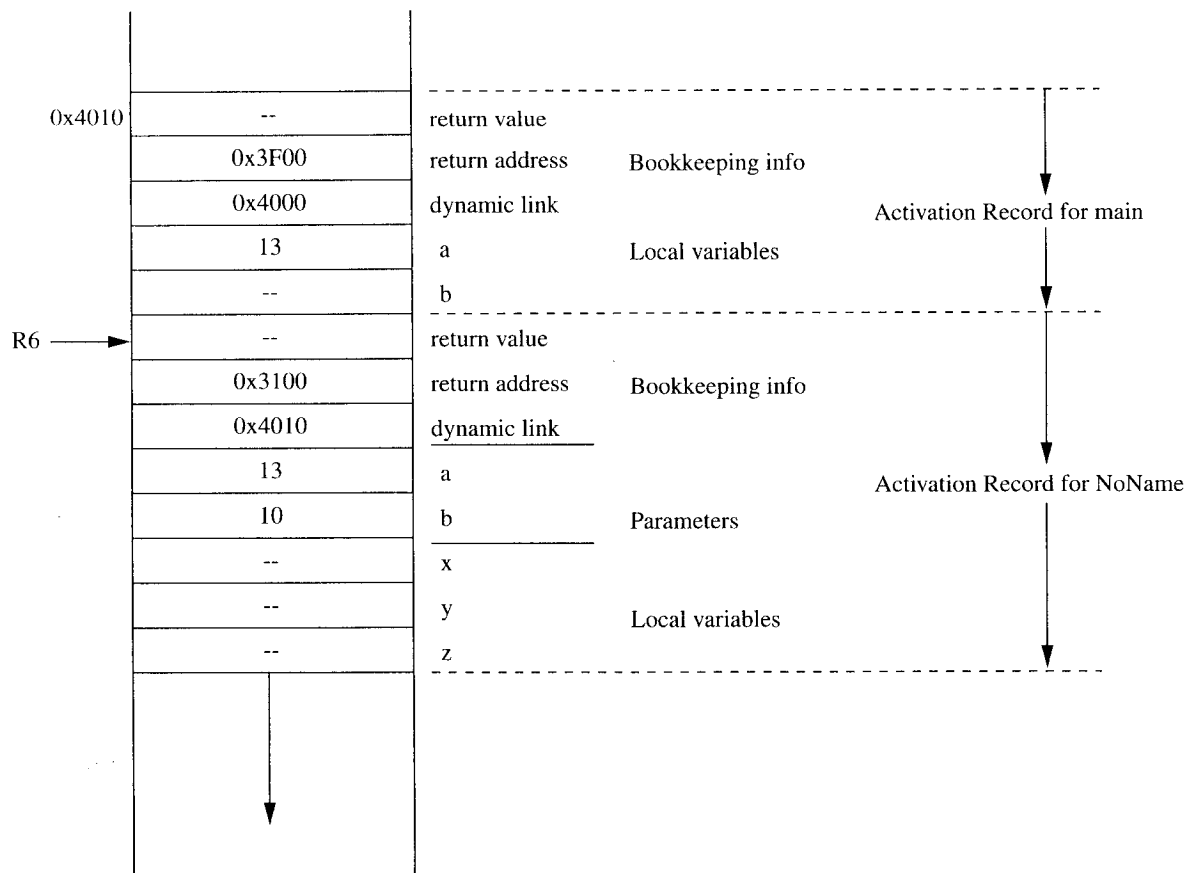 0x4010 -- return value
0x3F00 return address Bookkeeping info
0x4000 dynamic link
Activation Record for main
13 a Local variables
-- b
R6 -- return value
0x3100 return address Bookkeeping info
0x4010 dynamic link
13 a
Activation Record for NoName
10 b Parameters
-- x
-- y Local variables
-- z